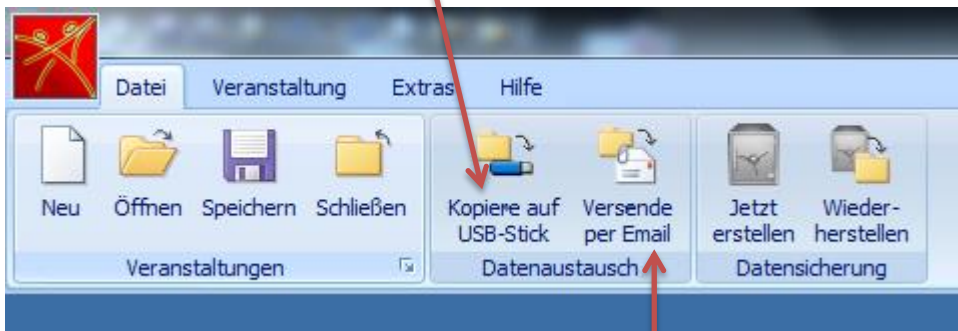 Datei Veranstaltung Extras Hilfe
Neu Öffnen Speichern Schließen Kopiere auf Versende Jetzt Wieder-
USB-Stick per Email erstellen herstellen
Veranstaltungen Datenaustausch Datensicherung